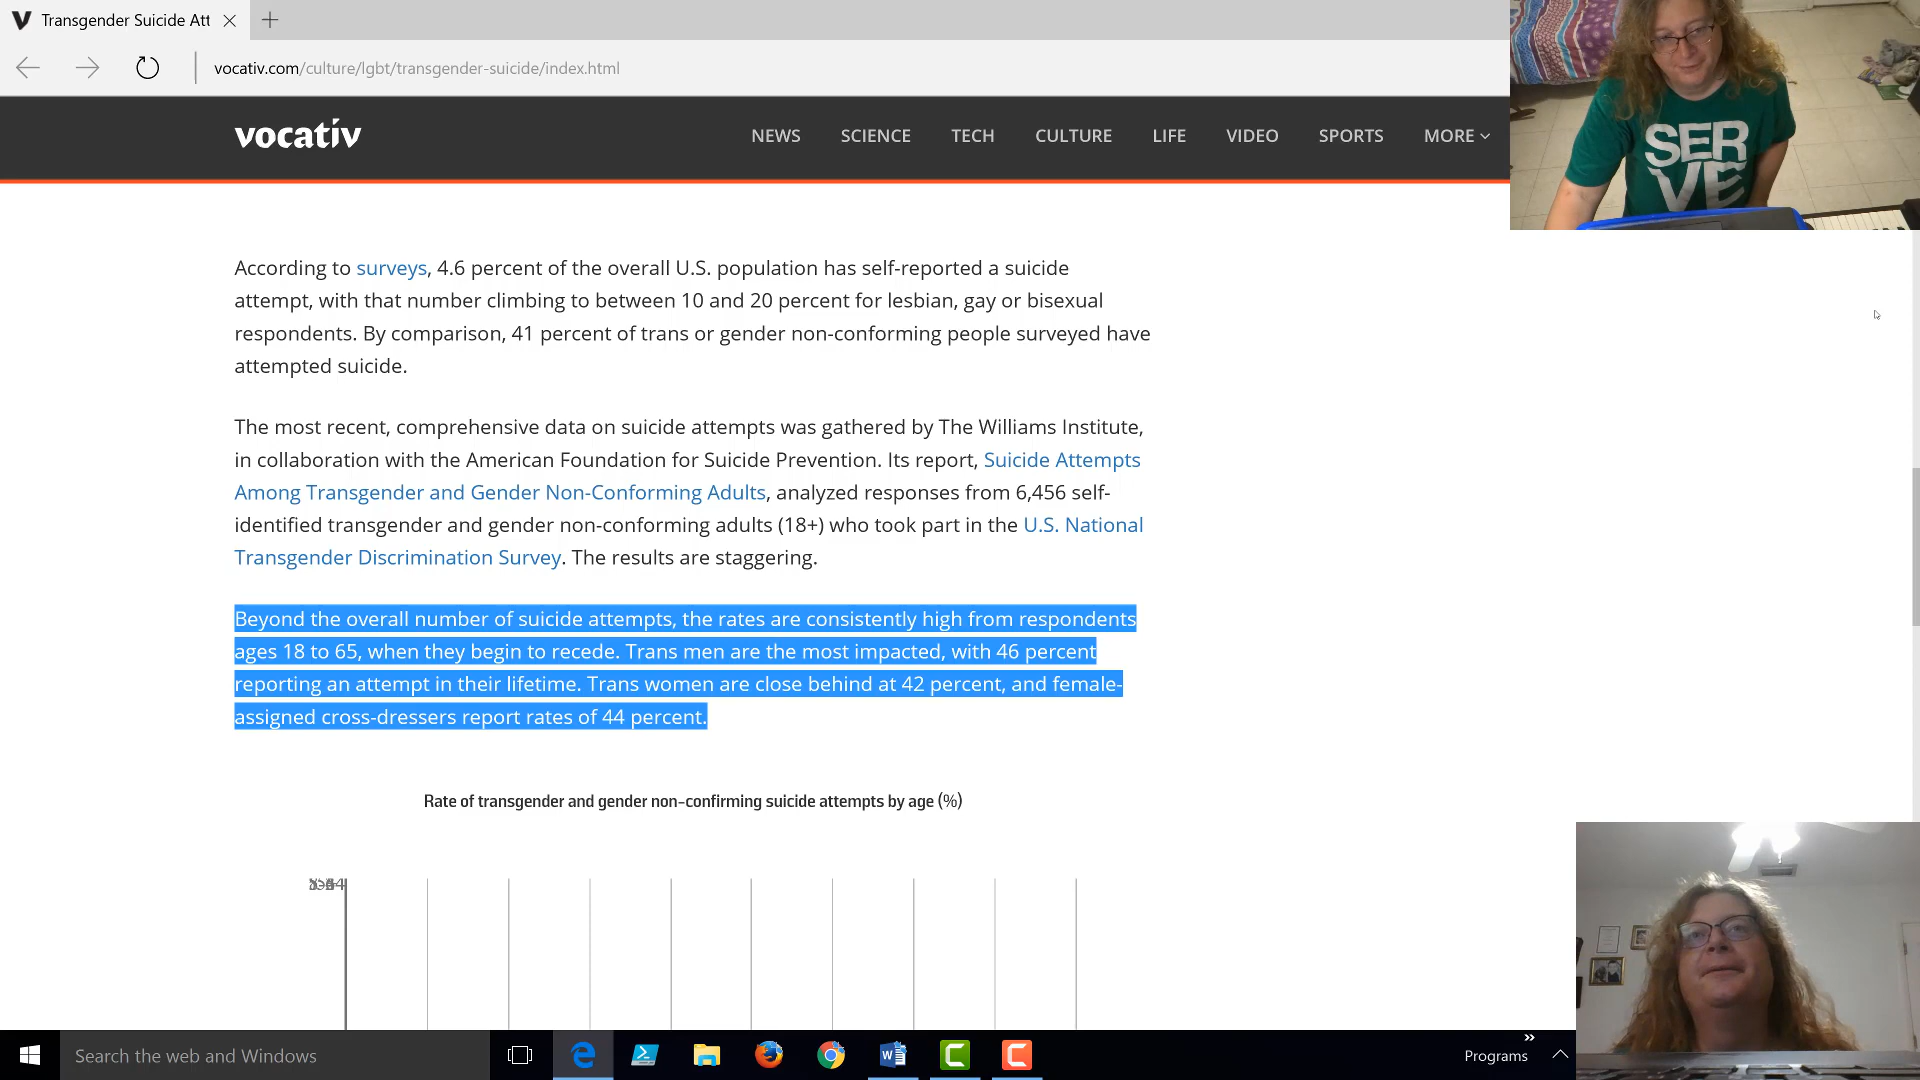 Transgender Suicide Att
vocativ.com/culture/lgbt/transgender-suicide/index.html
vocativ
NEWS SCIENCE TECH CULTURE LIFE VIDEO SPORTS MORE
SER
VE
According to surveys, 4.6 percent of the overall U.S. population has self-reported a suicide
attempt, with that number climbing to between 10 and 20 percent for lesbian, gay or bisexual
respondents. By comparison, 41 percent of trans or gender non-conforming people surveyed have
attempted suicide.
The most recent, comprehensive data on suicide attempts was gathered by The Williams Institute,
in collaboration with the American Foundation for Suicide Prevention. Its report, Suicide Attempts
Among Transgender and Gender Non-Conforming Adults, analyzed responses from 6,456 self-
identified transgender and gender non-conforming adults (18+) who took part in the U.S. National
Transgender Discrimination Survey. The results are staggering.
Beyond the overall number of suicide attempts, the rates are consistently high from respondents
ages 18 to 65, when they begin to recede. Trans men are the most impacted, with 46 percent
reporting an attempt in their lifetime. Trans women are close behind at 42 percent, and female-
assigned cross-dressers report rates of 44 percent.
Rate of transgender and gender non-confirming suicide attempts by age (%)
Search the web and Windows
Programs